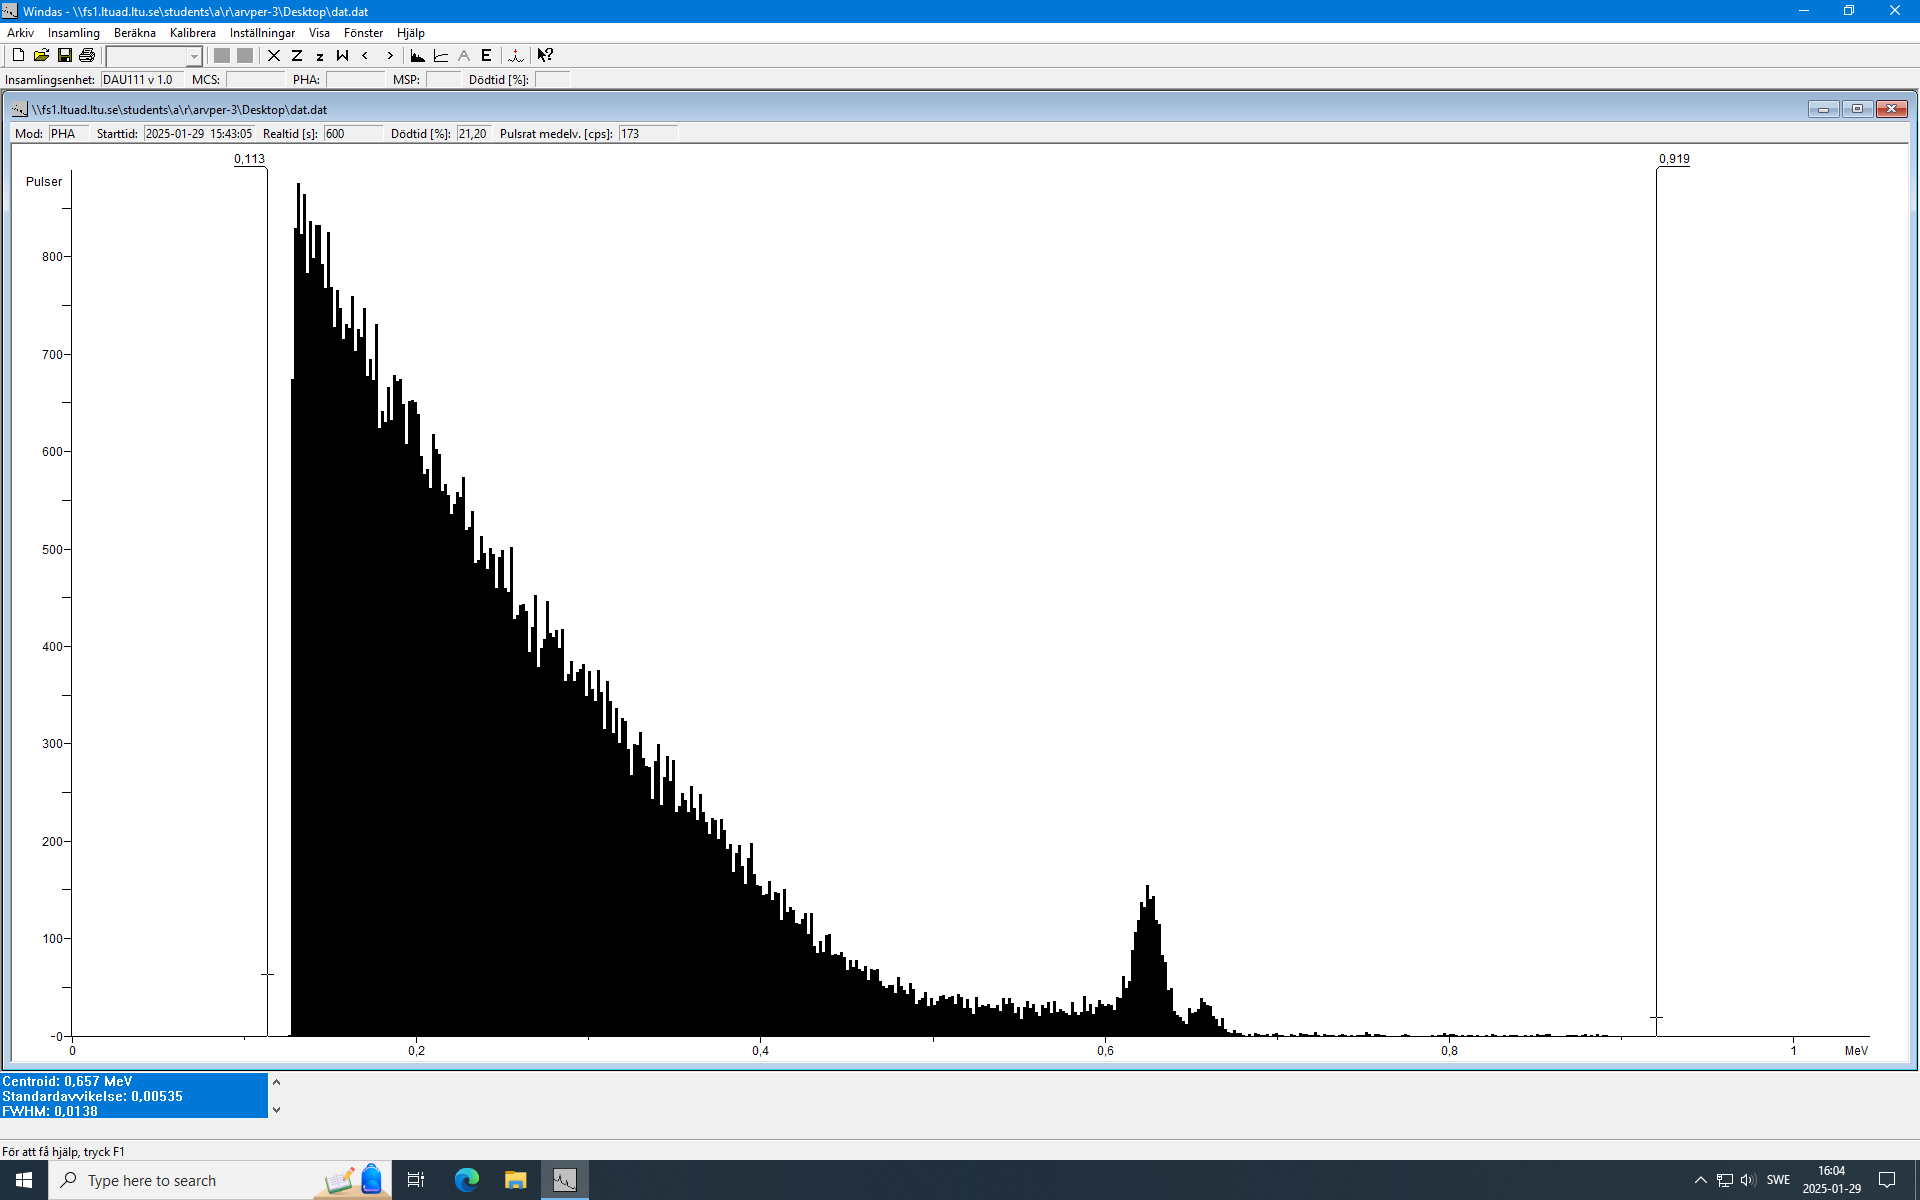 Windas - \\fs1.ltuad.ltu.se\students\a\r\arvper-3\Desktop\dat.dat
Arkiv Insamling Beräkna Kalibrera Inställningar Visa Fönster Hjälp
X Z z W < > A E
Insamlingsenhet: DAU111 v 1.0 MCS: PHA: MSP: Dödtid [%]:
\\fs1.ltuad.ltu.se\students\a\r\arvper-3\Desktop\dat.dat
Mod: PHA Starttid: 2025-01-29 15:43:05 Realtid [s]: 600 Dödtid [%]: 21,20 Pulsrat medelv. [cps]: 173
0,113 0,919
Pulser
800
700
600
500
400
300
200
100
0
0 0,2 0,4 0,6 0,8 1 MeV
Centroid: 0,657 MeV
Standardavvikelse: 0,00535
FWHM: 0,0138
För att få hjälp, tryck F1
Type here to search
SWE
16:04
2025-01-29